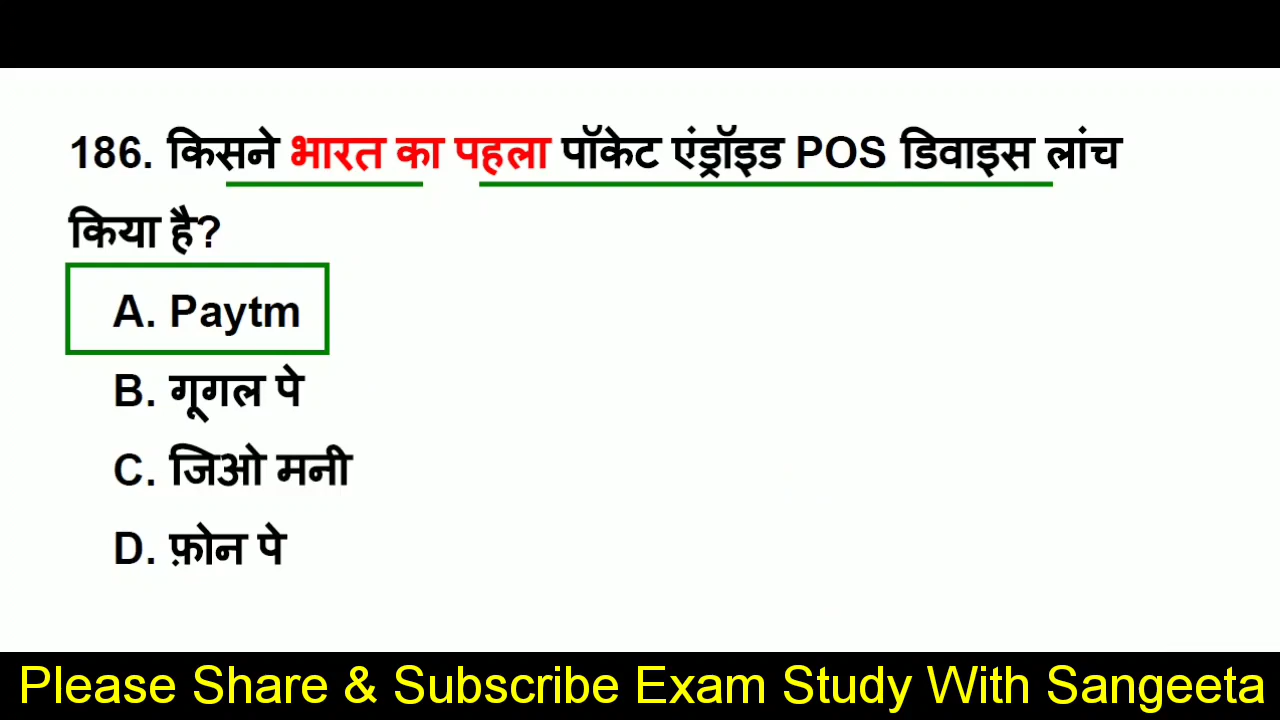 186. किसने भारत का पहला पॉकेट एंड्रॉइड POS डिवाइस लांच
किया है?
A. Paytm
B. गूगल पे
C. जिओ मनी
D. फ़ोन पे
Please Share & Subscribe Exam Study With Sangeeta